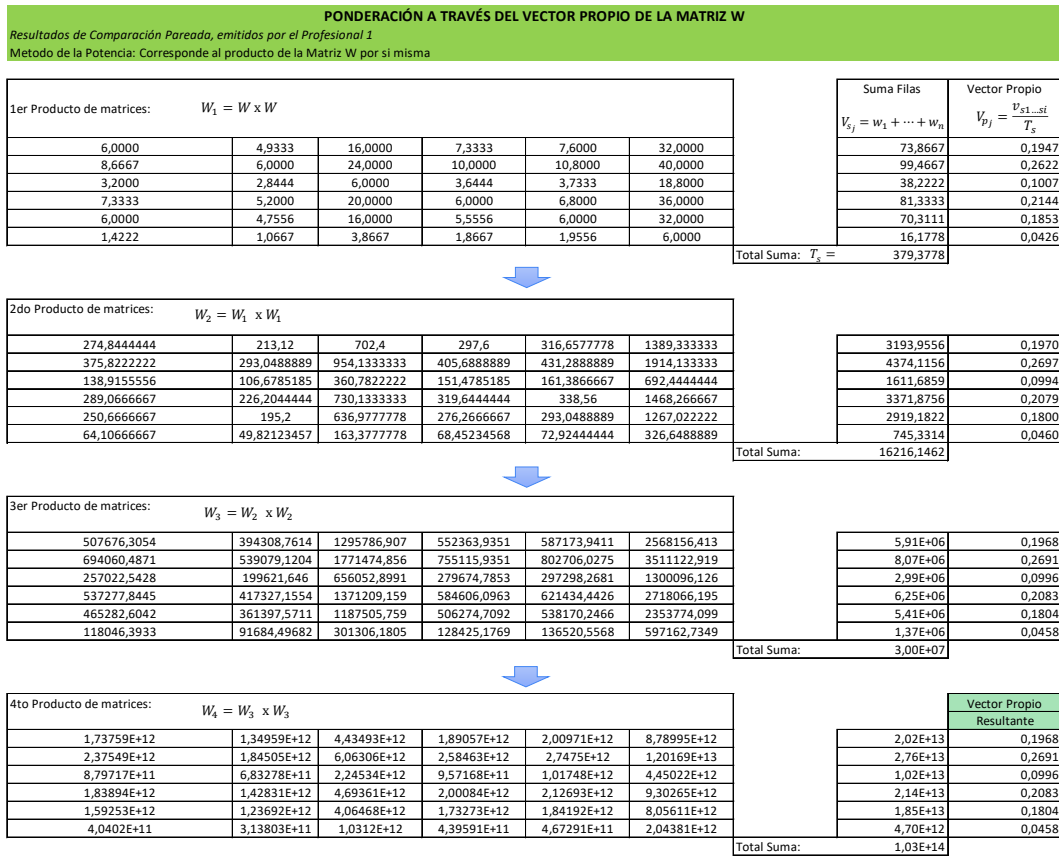 PONDERACIÓN A TRAVÉS DEL VECTOR PROPIO DE LA MATRIZ W
Resultados de Comparación Pareada, emitidos por el Profesional 1
Metodo de la Potencia: Corresponde al producto de la Matriz W por si misma
Suma Filas Vector Propio
1er Producto de matrices: W₁ = W x W V_{s_j} = w₁ + ⋯ + wₙ V_{p_j} = v_{s1…si} / T_s
6,0000 4,9333 16,0000 7,3333 7,6000 32,0000 73,8667 0,1947
8,6667 6,0000 24,0000 10,0000 10,8000 40,0000 99,4667 0,2622
3,2000 2,8444 6,0000 3,6444 3,7333 18,8000 38,2222 0,1007
7,3333 5,2000 20,0000 6,0000 6,8000 36,0000 81,3333 0,2144
6,0000 4,7556 16,0000 5,5556 6,0000 32,0000 70,3111 0,1853
1,4222 1,0667 3,8667 1,8667 1,9556 6,0000 16,1778 0,0426
Total Suma: T_s = 379,3778
2do Producto de matrices: W₂ = W₁ x W₁
274,8444444 213,12 702,4 297,6 316,6577778 1389,333333 3193,9556 0,1970
375,8222222 293,0488889 954,1333333 405,6888889 431,2888889 1914,133333 4374,1156 0,2697
138,9155556 106,6785185 360,7822222 151,4785185 161,3866667 692,4444444 1611,6859 0,0994
289,0666667 226,2044444 730,1333333 319,6444444 338,56 1468,266667 3371,8756 0,2079
250,6666667 195,2 636,9777778 276,2666667 293,0488889 1267,022222 2919,1822 0,1800
64,10666667 49,82123457 163,3777778 68,45234568 72,92444444 326,6488889 745,3314 0,0460
Total Suma: 16216,1462
3er Producto de matrices: W₃ = W₂ x W₂
507676,3054 394308,7614 1295786,907 552363,9351 587173,9411 2568156,413 5,91E+06 0,1968
694060,4871 539079,1204 1771474,856 755115,9351 802706,0275 3511122,919 8,07E+06 0,2691
257022,5428 199621,646 656052,8991 279674,7853 297298,2681 1300096,126 2,99E+06 0,0996
537277,8445 417327,1554 1371209,159 584606,0963 621434,4426 2718066,195 6,25E+06 0,2083
465282,6042 361397,5711 1187505,759 506274,7092 538170,2466 2353774,099 5,41E+06 0,1804
118046,3933 91684,49682 301306,1805 128425,1769 136520,5568 597162,7349 1,37E+06 0,0458
Total Suma: 3,00E+07
4to Producto de matrices: W₄ = W₃ x W₃ Vector Propio
Resultante
1,73759E+12 1,34959E+12 4,43493E+12 1,89057E+12 2,00971E+12 8,78995E+12 2,02E+13 0,1968
2,37549E+12 1,84505E+12 6,06306E+12 2,58463E+12 2,7475E+12 1,20169E+13 2,76E+13 0,2691
8,79717E+11 6,83278E+11 2,24534E+12 9,57168E+11 1,01748E+12 4,45022E+12 1,02E+13 0,0996
1,83894E+12 1,42831E+12 4,69361E+12 2,00084E+12 2,12693E+12 9,30265E+12 2,14E+13 0,2083
1,59253E+12 1,23692E+12 4,06468E+12 1,73273E+12 1,84192E+12 8,05611E+12 1,85E+13 0,1804
4,0402E+11 3,13803E+11 1,0312E+12 4,39591E+11 4,67291E+11 2,04381E+12 4,70E+12 0,0458
Total Suma: 1,03E+14